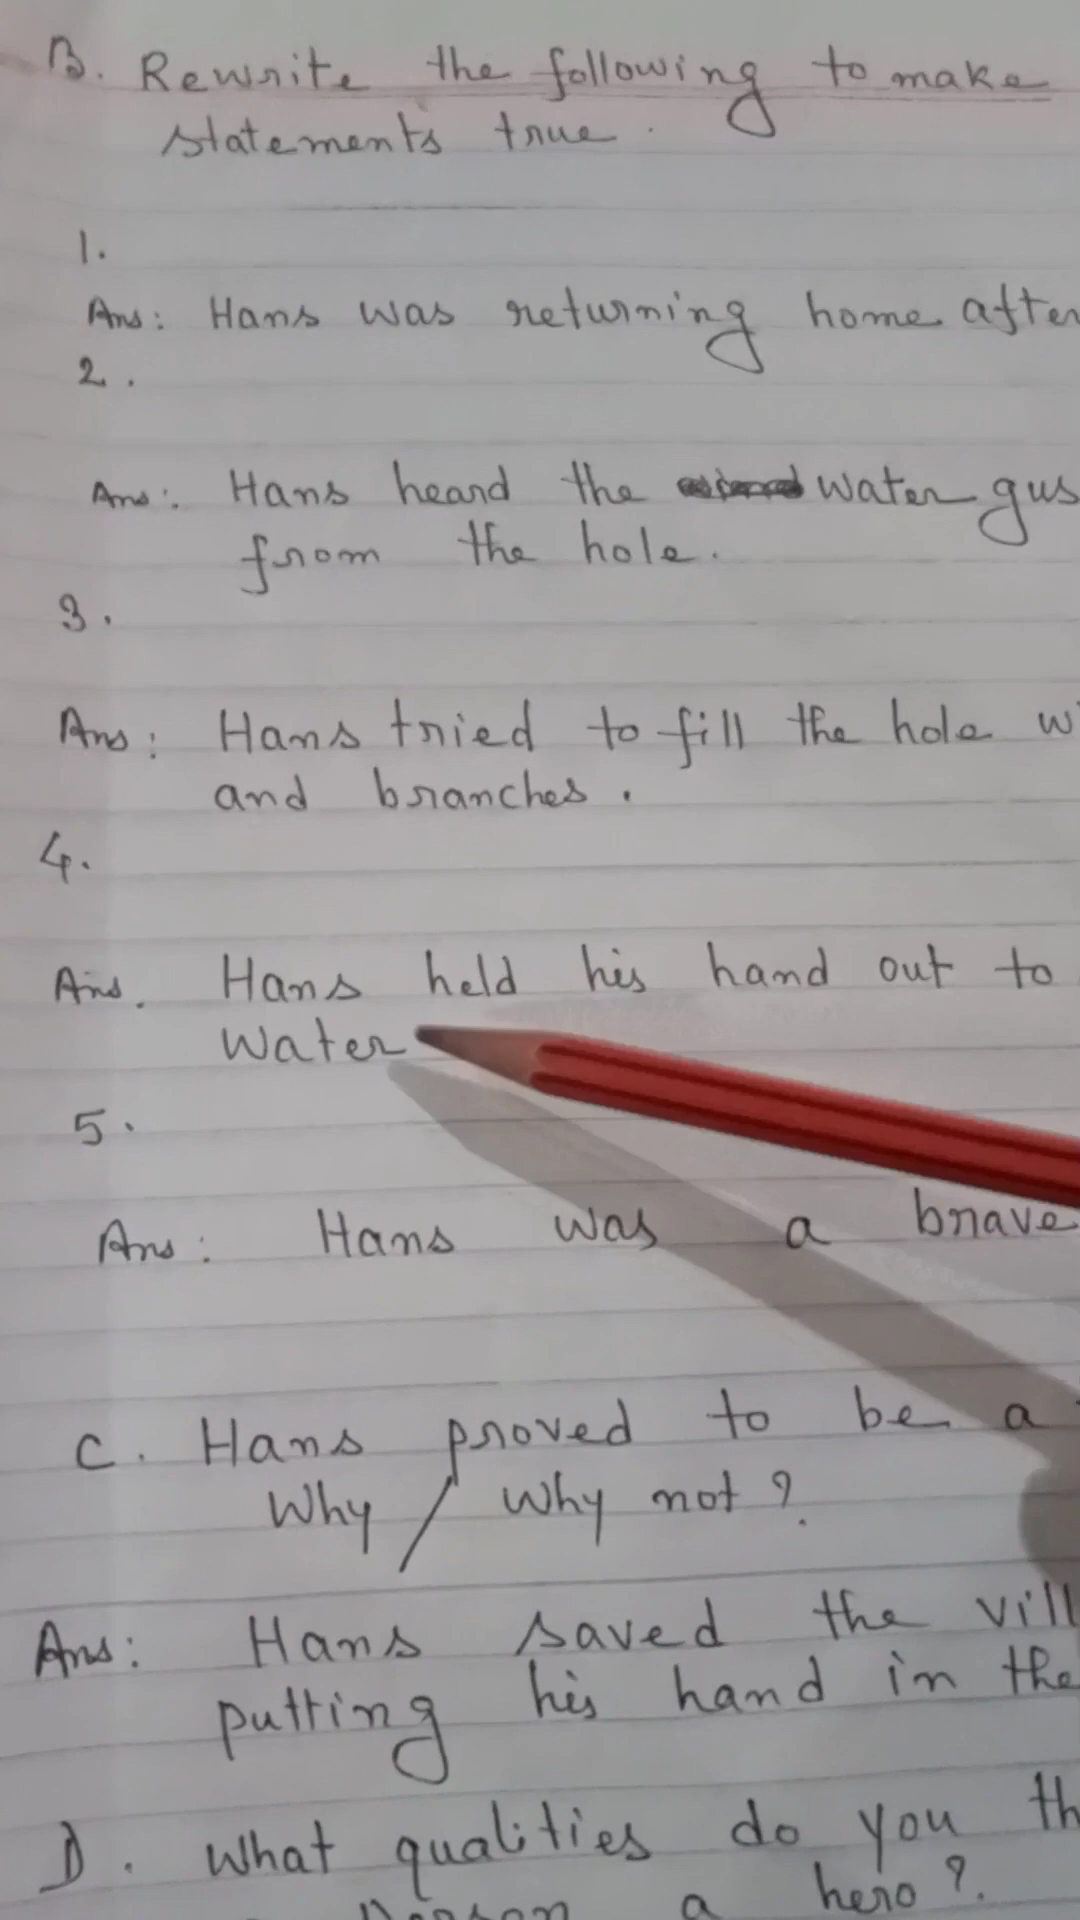 B. Rewrite the following to make
statements true.
1.
Ans: Hans was returning home after
2.
Ans: Hans heard the water gus
from the hole.
3.
Ans: Hans tried to fill the hole w
and branches.
4.
Ans. Hans held his hand out to
Water
5.
Ans: Hans was a brave
C. Hans proved to be a
Why / Why not ?
Ans: Hans saved the vill
putting his hand in the
D. What qualities do you th
a hero ?.